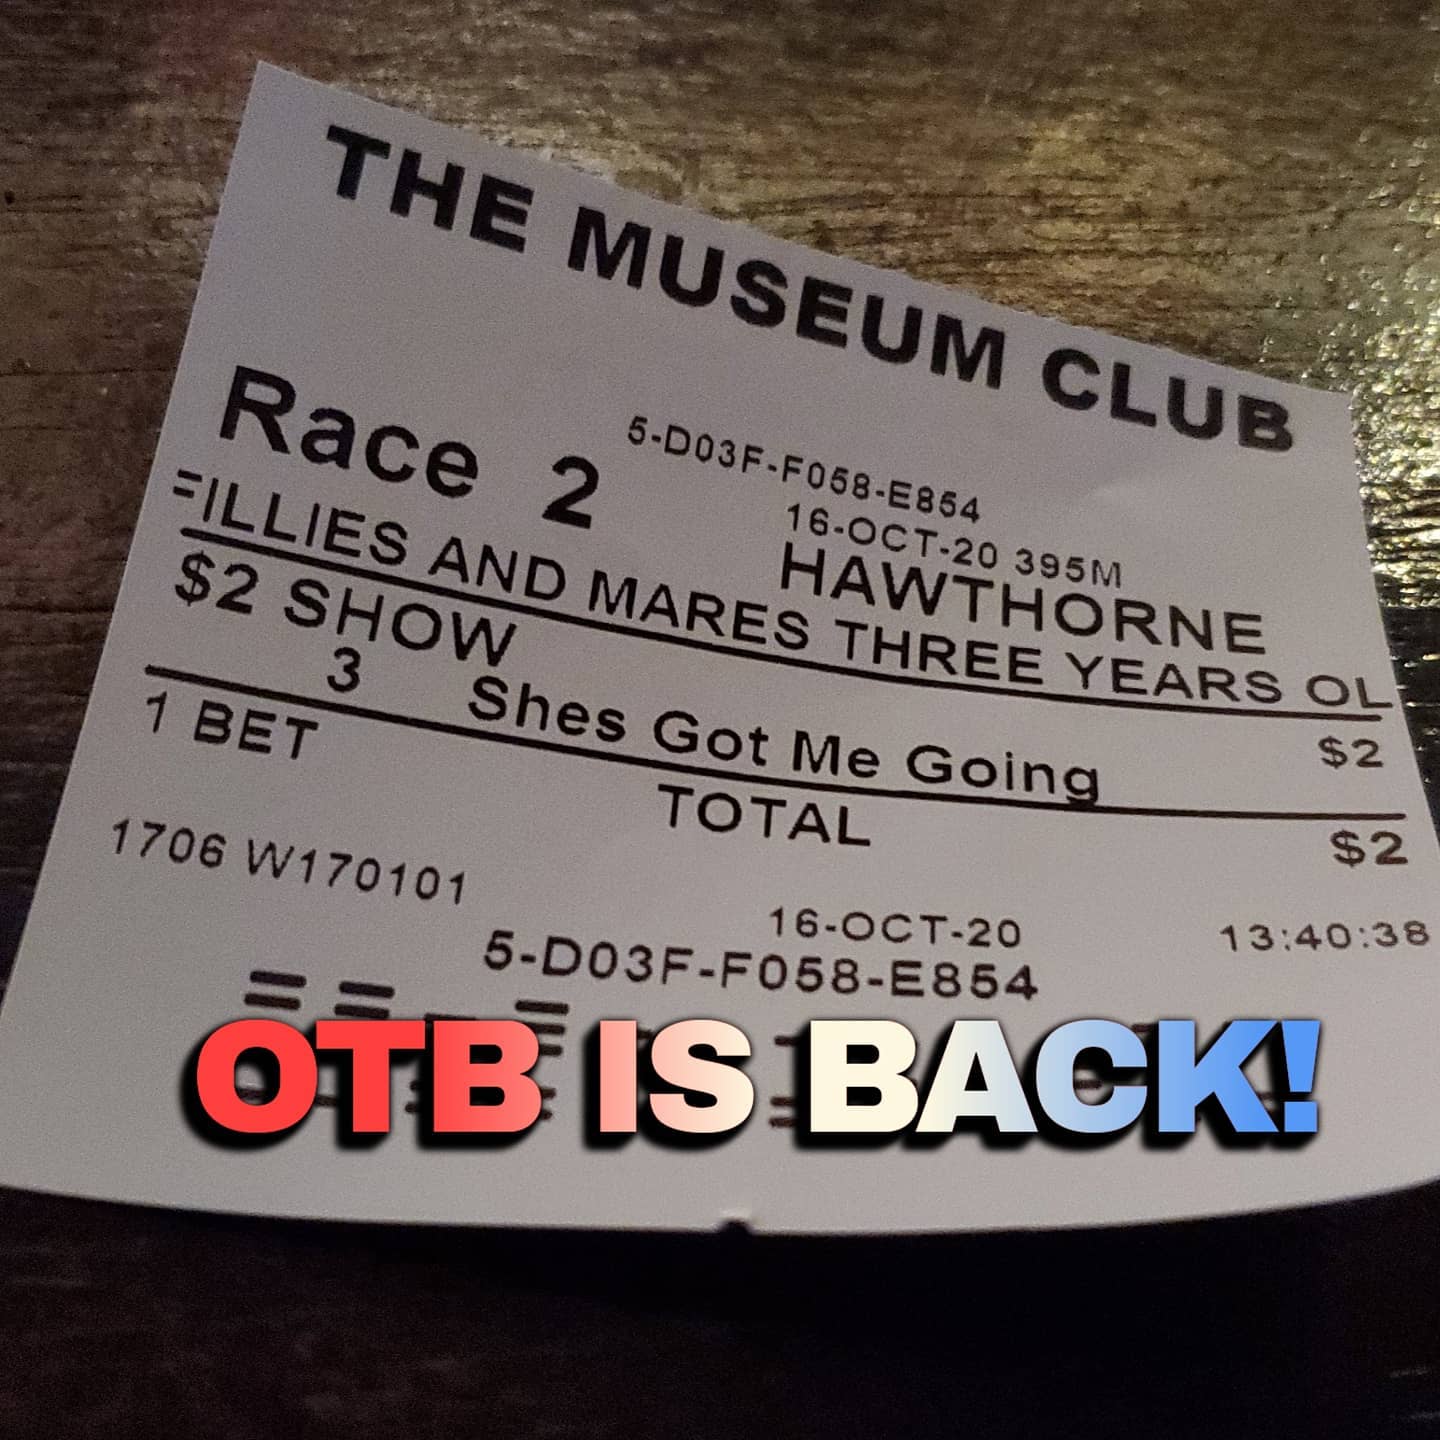 THE MUSEUM CLUB
5-D03F-F058-E854
Race 2
16-OCT-20 395M
HAWTHORNE
FILLIES AND MARES THREE YEARS OL
$2 SHOW
3 Shes Got Me Going $2
1 BET TOTAL $2
1706 W170101 16-OCT-20 13:40:38
5-D03F-F058-E854
OTB IS BACK!